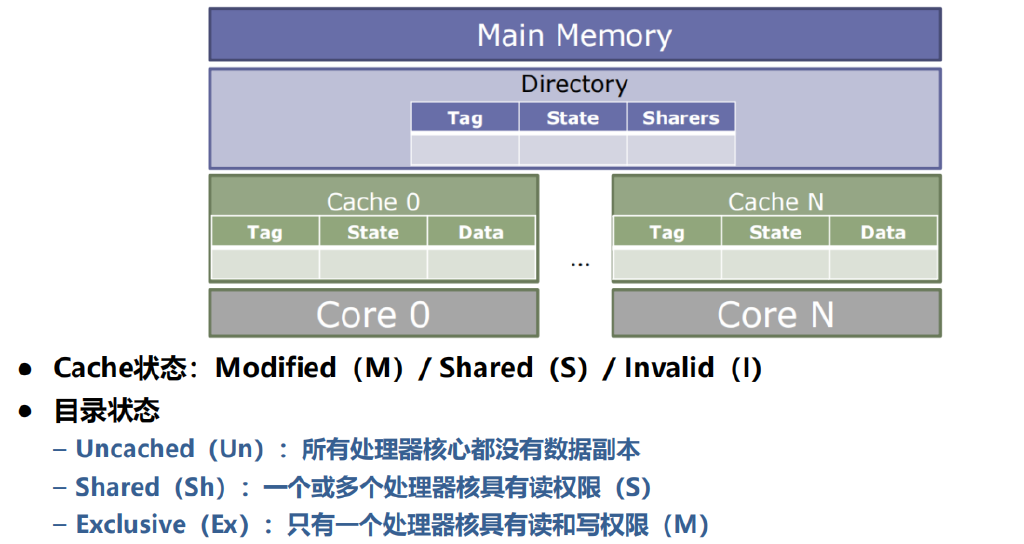 Main Memory
Directory
Tag State Sharers
Cache 0 Cache N
Tag State Data Tag State Data
...
Core 0 Core N
● Cache状态：Modified（M）/ Shared（S）/ Invalid（I）
● 目录状态
– Uncached（Un）：所有处理器核心都没有数据副本
– Shared（Sh）：一个或多个处理器核具有读权限（S）
– Exclusive（Ex）：只有一个处理器核具有读和写权限（M）